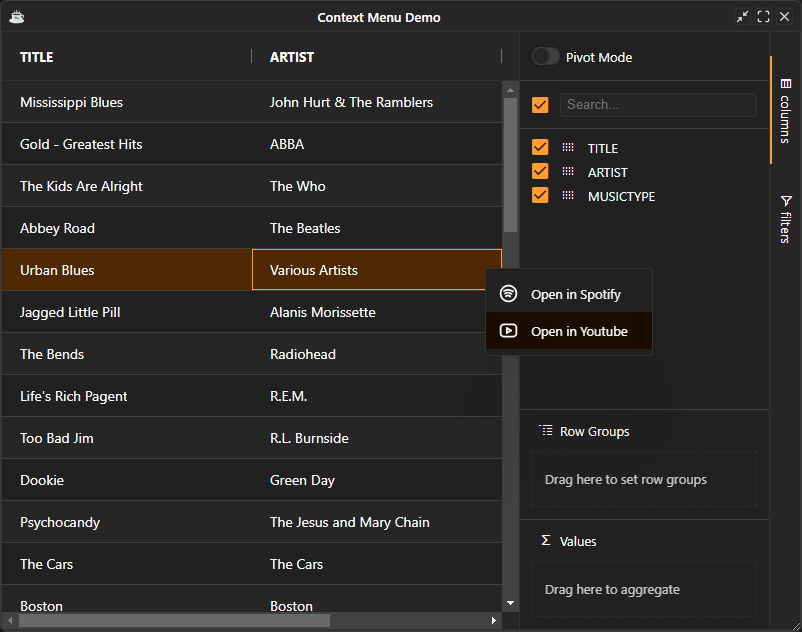 Context Menu Demo
TITLE ARTIST
Mississippi Blues John Hurt & The Ramblers
Gold - Greatest Hits ABBA
The Kids Are Alright The Who
Abbey Road The Beatles
Urban Blues Various Artists
Jagged Little Pill Alanis Morissette
The Bends Radiohead
Life's Rich Pagent R.E.M.
Too Bad Jim R.L. Burnside
Dookie Green Day
Psychocandy The Jesus and Mary Chain
The Cars The Cars
Boston Boston
Open in Spotify
Open in Youtube
Pivot Mode
Search...
TITLE
ARTIST
MUSICTYPE
Row Groups
Drag here to set row groups
Σ Values
Drag here to aggregate
columns
filters